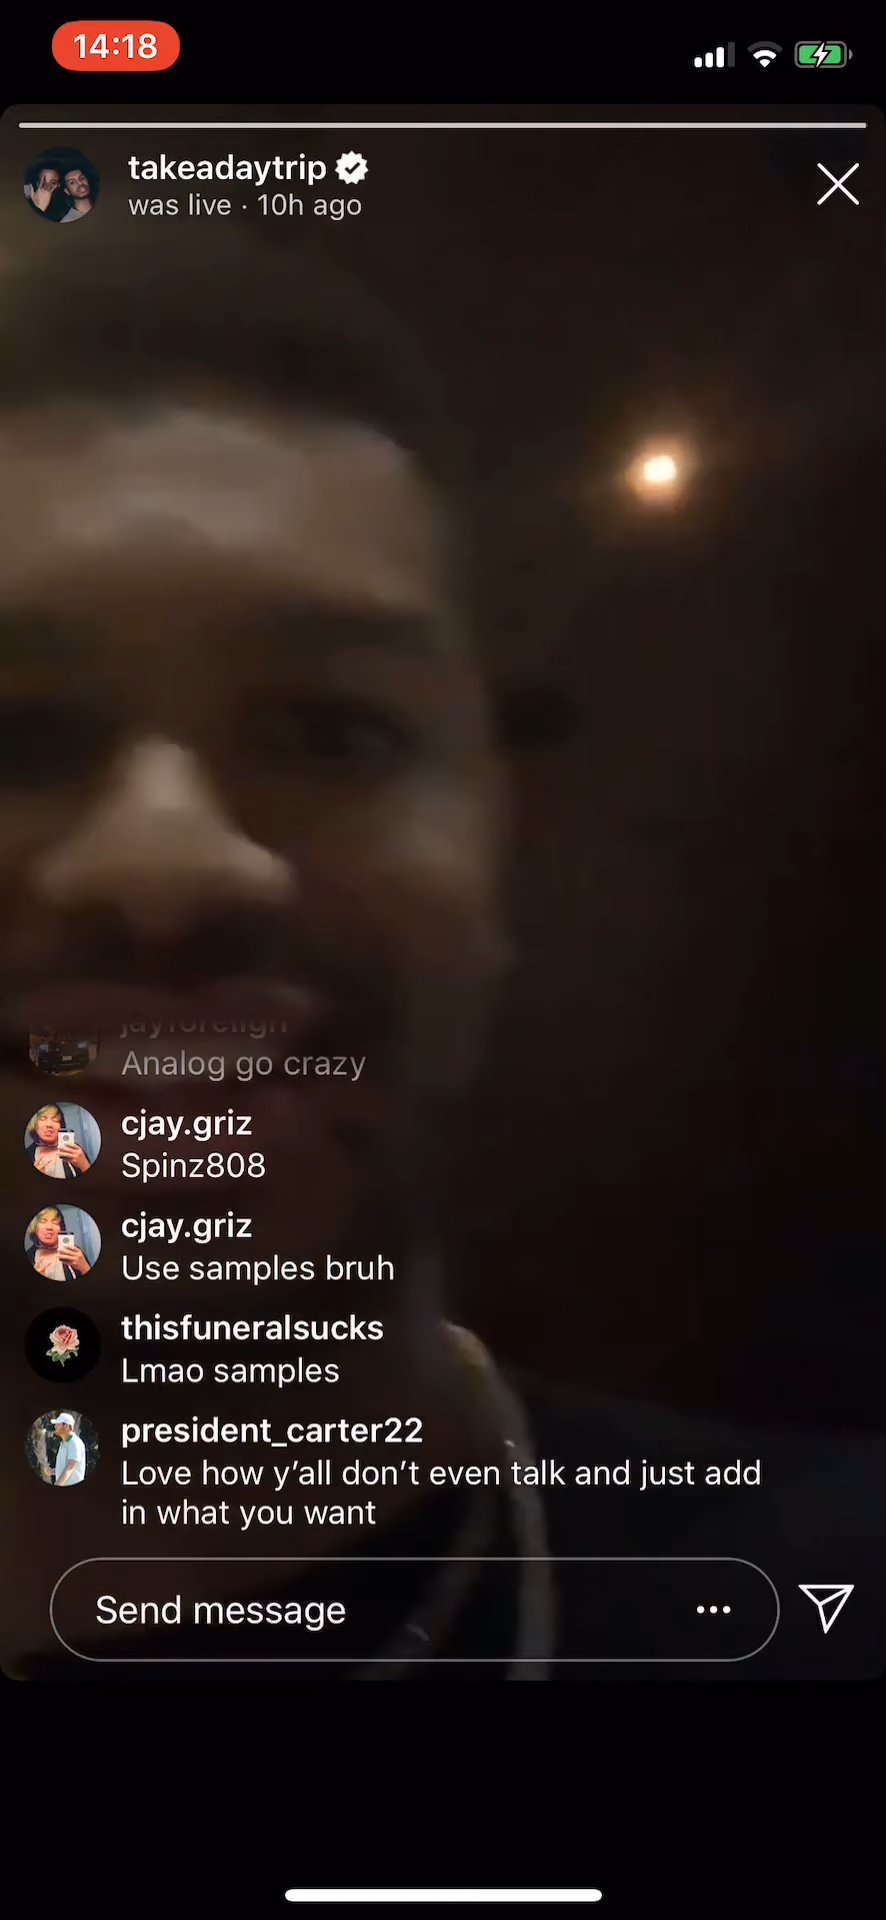 14:18
takeadaytrip
was live · 10h ago
jayforeign
Analog go crazy
cjay.griz
Spinz808
cjay.griz
Use samples bruh
thisfuneralsucks
Lmao samples
president_carter22
Love how y’all don’t even talk and just add
in what you want
Send message